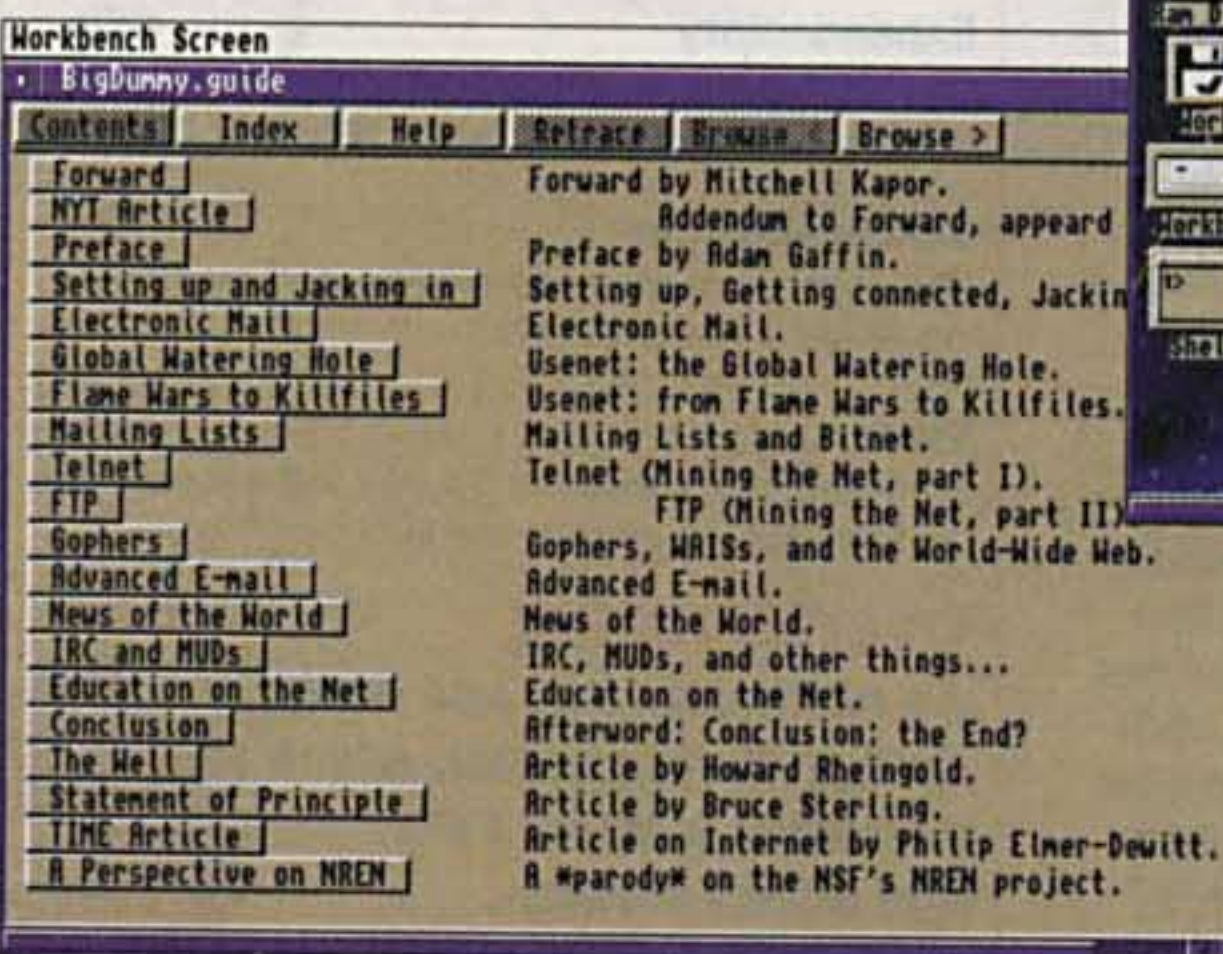 Workbench Screen
BigDummy.guide
Contents Index Help Retrace Browse < Browse >
Forward Forward by Mitchell Kapor.
NYT Article Addendum to Forward, appeard
Preface Preface by Adam Gaffin.
Setting up and Jacking in Setting up, Getting connected, Jackin
Electronic Mail Electronic Mail.
Global Watering Hole Usenet: the Global Watering Hole.
Flame Wars to Killfiles Usenet: from Flame Wars to Killfiles.
Mailing Lists Mailing Lists and Bitnet.
Telnet Telnet (Mining the Net, part I).
FTP FTP (Mining the Net, part II).
Gophers Gophers, WAISs, and the World-Wide Web.
Advanced E-mail Advanced E-mail.
News of the World News of the World.
IRC and MUDs IRC, MUDs, and other things...
Education on the Net Education on the Net.
Conclusion Afterword: Conclusion: the End?
The Well Article by Howard Rheingold.
Statement of Principle Article by Bruce Sterling.
TIME Article Article on Internet by Philip Elmer-Dewitt.
A Perspective on NREN A *parody* on the NSF's NREN project.
Ram D
Work
Workb
Shel